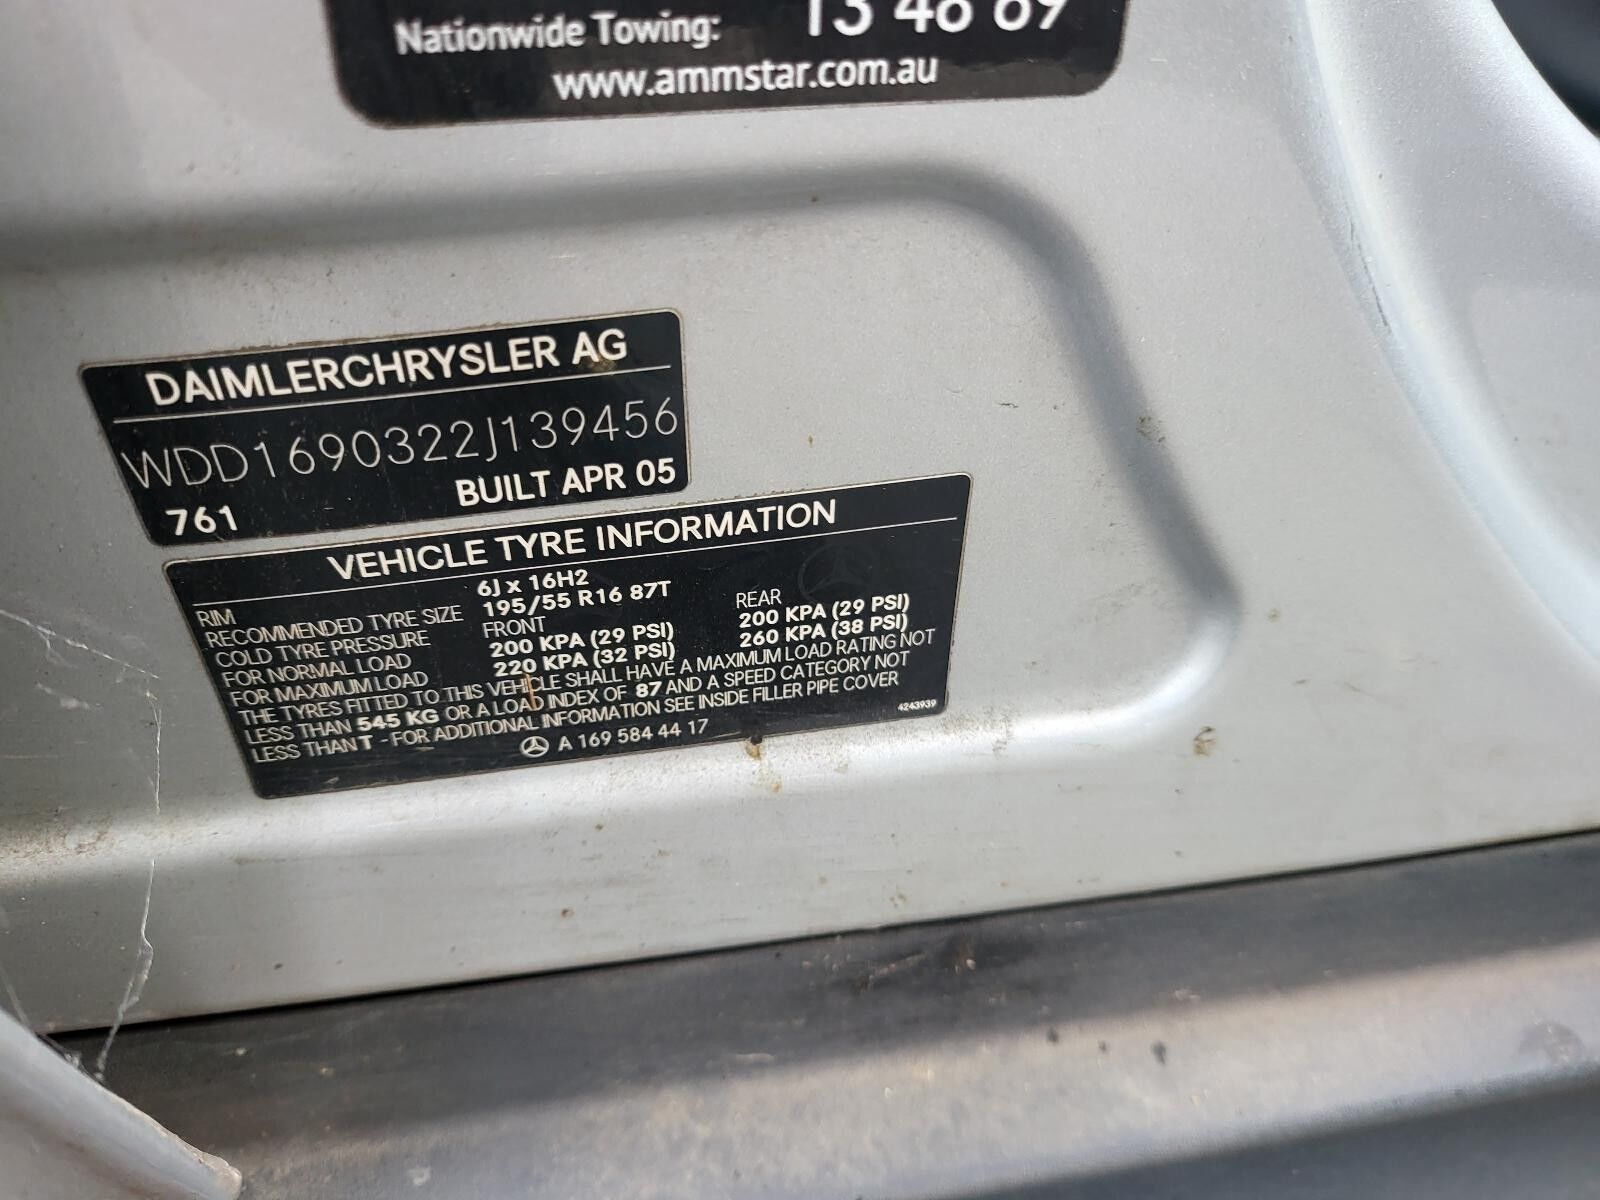 Nationwide Towing: 13 46 69
www.ammstar.com.au
DAIMLERCHRYSLER AG
WDD1690322J139456
BUILT APR 05
761
VEHICLE TYRE INFORMATION
RIM 6J x 16H2
RECOMMENDED TYRE SIZE 195/55 R16 87T
COLD TYRE PRESSURE FRONT REAR
FOR NORMAL LOAD 200 KPA (29 PSI) 200 KPA (29 PSI)
FOR MAXIMUM LOAD 220 KPA (32 PSI) 260 KPA (38 PSI)
THE TYRES FITTED TO THIS VEHICLE SHALL HAVE A MAXIMUM LOAD RATING NOT
LESS THAN 545 KG OR A LOAD INDEX OF 87 AND A SPEED CATEGORY NOT
LESS THAN T - FOR ADDITIONAL INFORMATION SEE INSIDE FILLER PIPE COVER
A 169 584 44 17
4243939